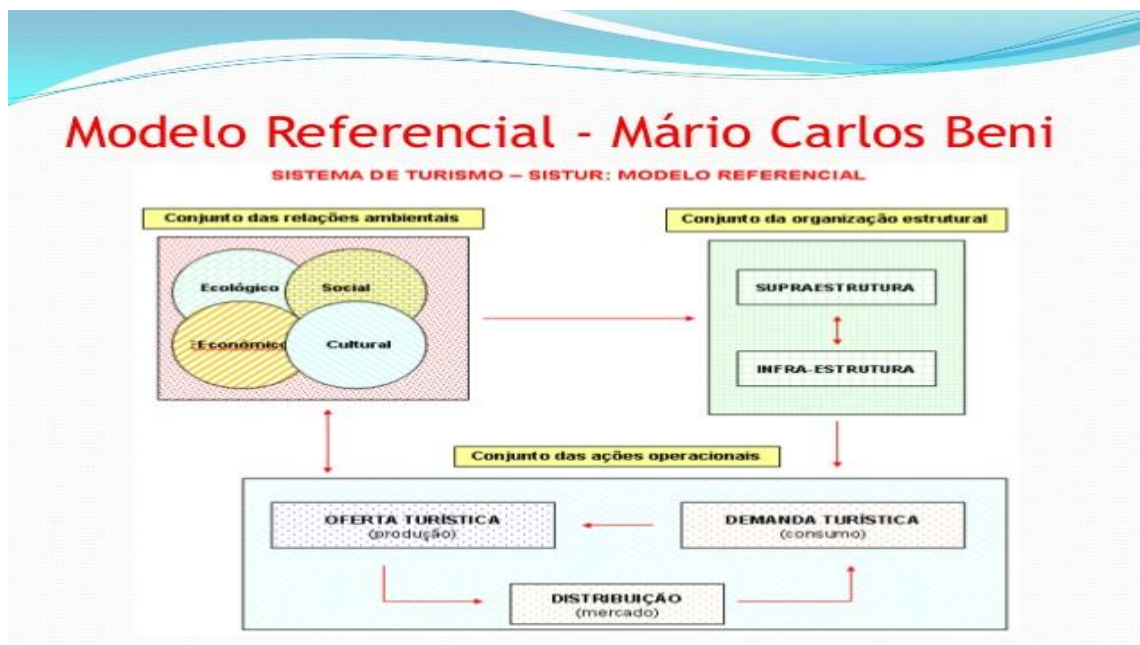 Modelo Referencial - Mário Carlos Beni
SISTEMA DE TURISMO – SISTUR: MODELO REFERENCIAL
Conjunto das relações ambientais
Conjunto da organização estrutural
Ecológico
Social
Económico
Cultural
SUPRAESTRUTURA
INFRA-ESTRUTURA
Conjunto das ações operacionais
OFERTA TURÍSTICA
(produção)
DEMANDA TURÍSTICA
(consumo)
DISTRIBUIÇÃO
(mercado)